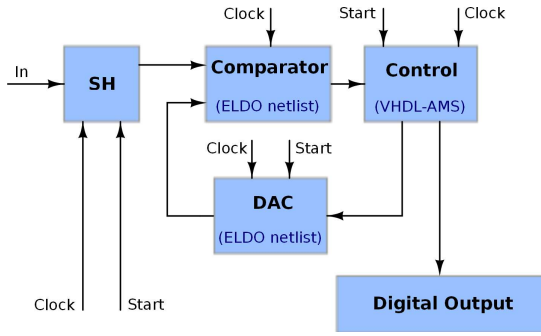 Clock
Start
Clock
In
SH
Comparator
(ELDO netlist)
Control
(VHDL-AMS)
Clock
Start
DAC
(ELDO netlist)
Clock
Start
Digital Output